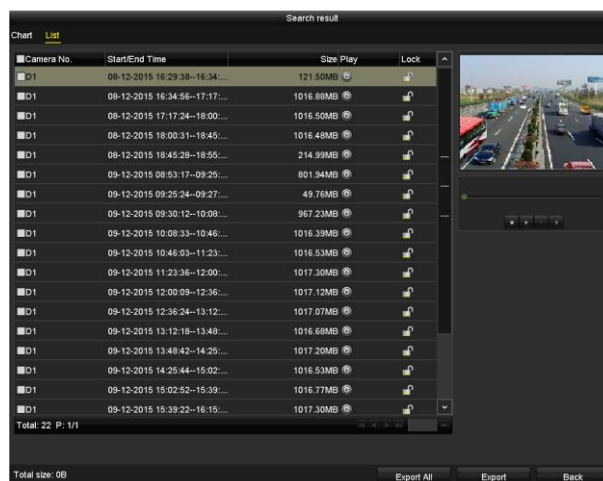 Search result
Chart List
Camera No. Start/End Time Size Play Lock
D1 08-12-2015 16:29:38--16:34:... 121.50MB
D1 08-12-2015 16:34:56--17:17:... 1016.88MB
D1 08-12-2015 17:17:24--18:00:... 1016.50MB
D1 08-12-2015 18:00:31--18:45:... 1016.48MB
D1 08-12-2015 18:45:28--18:55:... 214.99MB
D1 09-12-2015 08:53:17--09:25:... 801.94MB
D1 09-12-2015 09:25:24--09:27:... 49.76MB
D1 09-12-2015 09:30:12--10:08:... 967.23MB
D1 09-12-2015 10:08:33--10:46:... 1016.39MB
D1 09-12-2015 10:46:03--11:23:... 1016.53MB
D1 09-12-2015 11:23:36--12:00:... 1017.30MB
D1 09-12-2015 12:00:09--12:36:... 1017.12MB
D1 09-12-2015 12:36:24--13:12:... 1017.07MB
D1 09-12-2015 13:12:18--13:48:... 1016.68MB
D1 09-12-2015 13:48:42--14:25:... 1017.20MB
D1 09-12-2015 14:25:44--15:02:... 1016.53MB
D1 09-12-2015 15:02:52--15:39:... 1016.77MB
D1 09-12-2015 15:39:22--16:15:... 1017.30MB
Total: 22 P: 1/1
Total size: 0B Export All Export Back